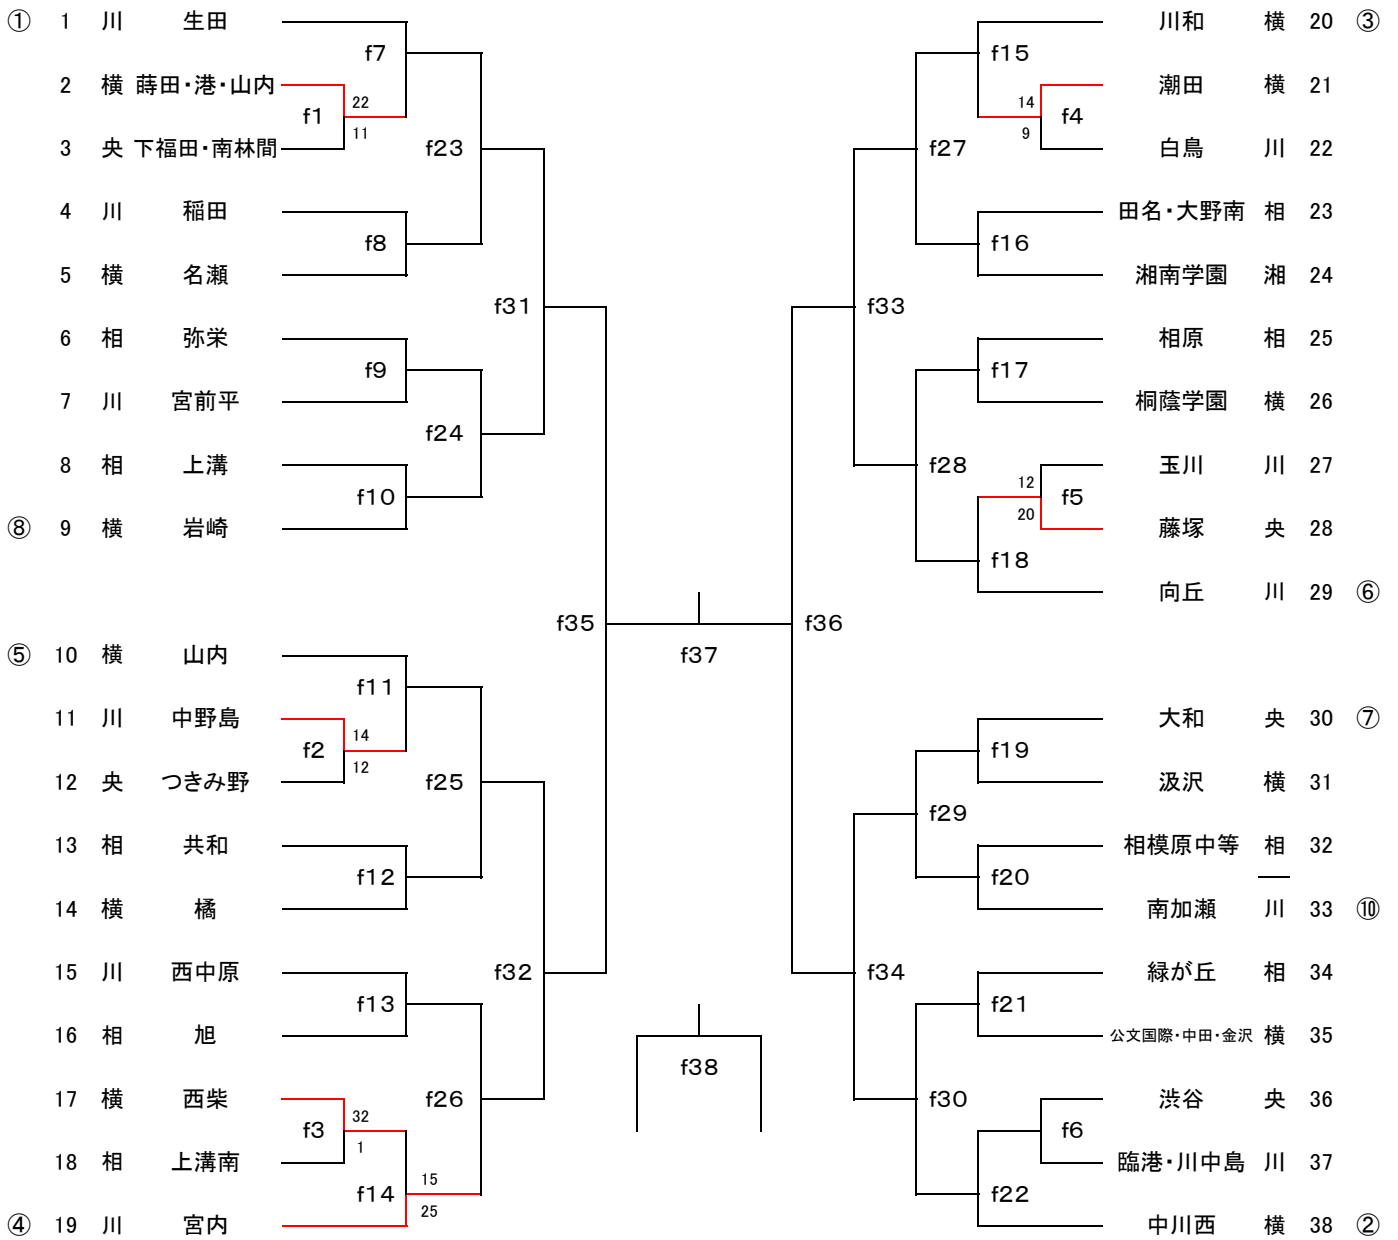 ① 1 川 生田
f7
2 横 蒔田・港・山内
22
f1
11
3 央 下福田・南林間
f23
4 川 稲田
f8
5 横 名瀬
f31
6 相 弥栄
f9
7 川 宮前平
f24
8 相 上溝
f10
⑧ 9 横 岩崎
f35
⑤ 10 横 山内
f11
11 川 中野島
14
f2
12
12 央 つきみ野
f25
13 相 共和
f12
14 横 橘
15 川 西中原
f32
f13
16 相 旭
17 横 西柴
f26
32
f3
1
18 相 上溝南
15
f14
25
④ 19 川 宮内
f37
f38
川和 横 20 ③
f15
潮田 横 21
14
f4
9
白鳥 川 22
f27
田名・大野南 相 23
f16
湘南学園 湘 24
f33
相原 相 25
f17
桐蔭学園 横 26
f28
玉川 川 27
12
f5
20
藤塚 央 28
f18
向丘 川 29 ⑥
f36
大和 央 30 ⑦
f19
汲沢 横 31
f29
相模原中等 相 32
f20
南加瀬 川 33 ⑩
f34
緑が丘 相 34
f21
公文国際・中田・金沢 横 35
f30
渋谷 央 36
f6
臨港・川中島 川 37
f22
中川西 横 38 ②